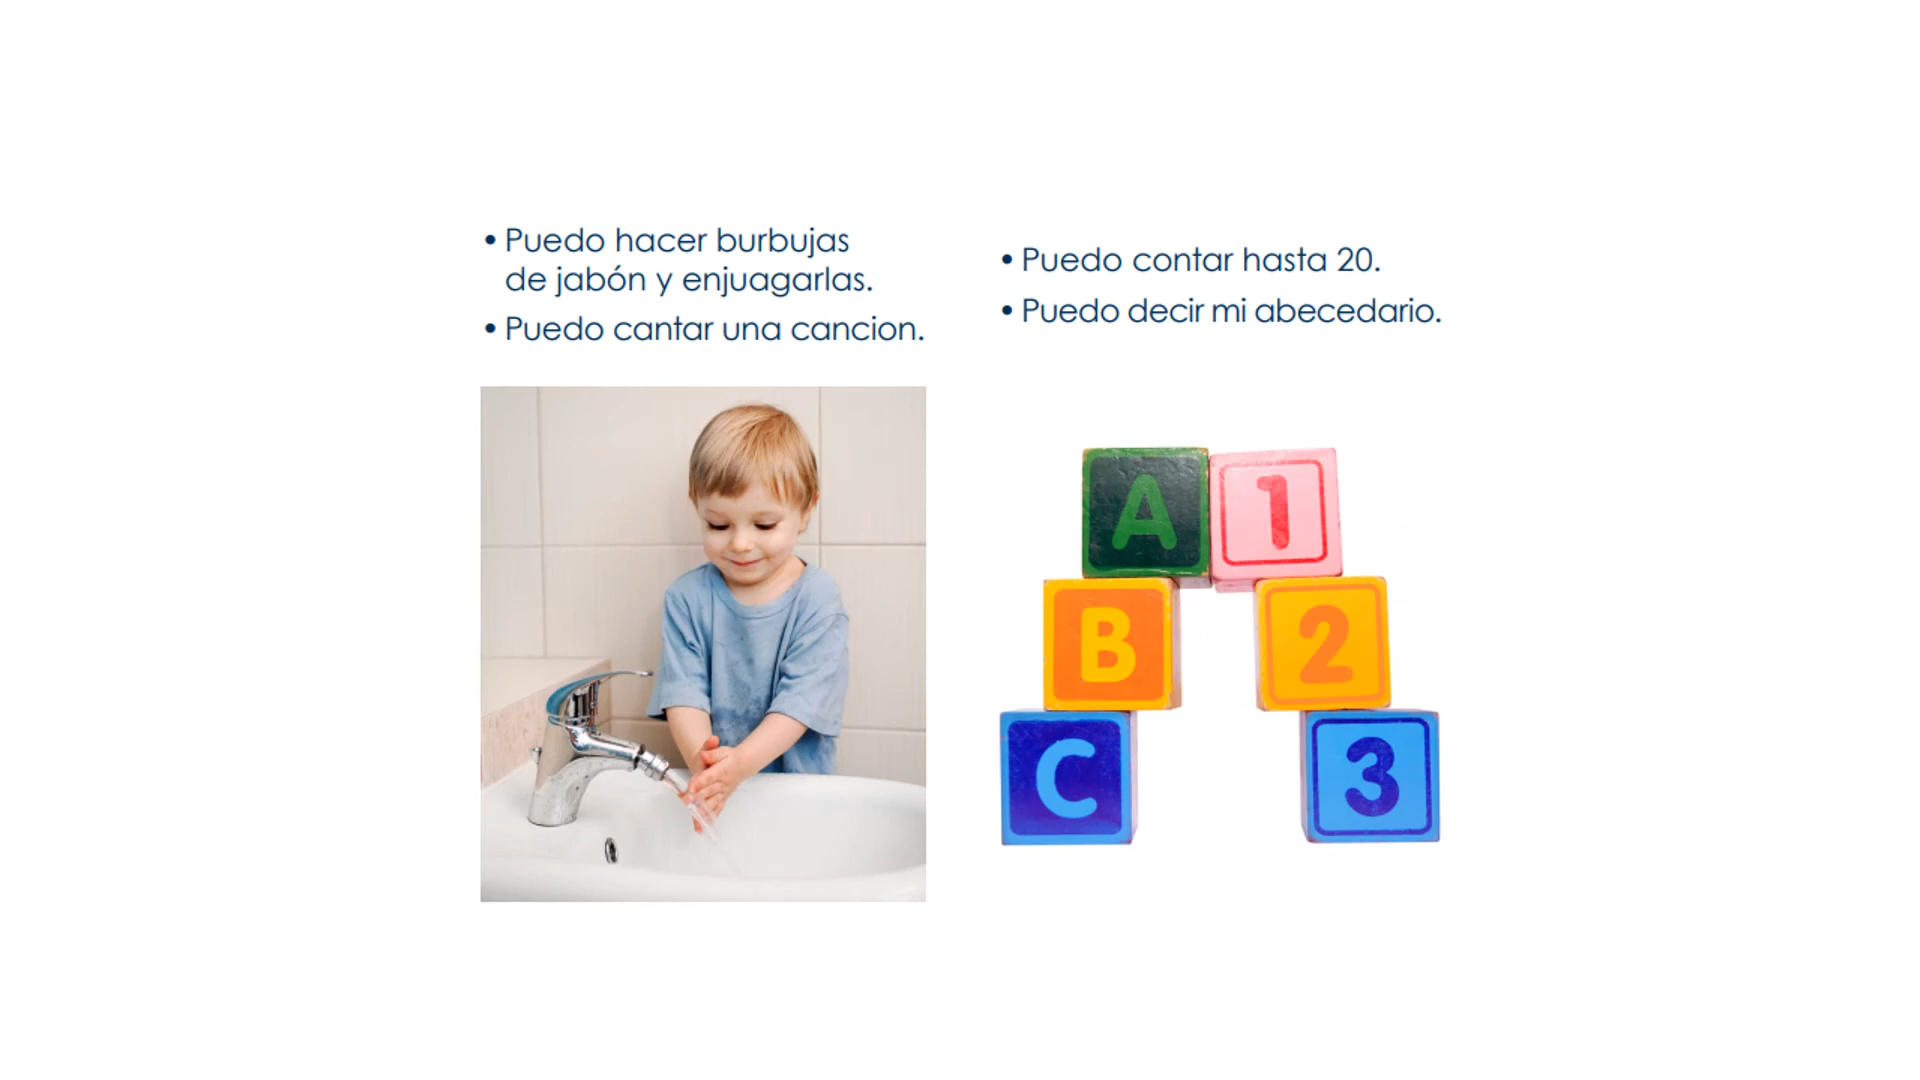 • Puedo hacer burbujas
de jabón y enjuagarlas.
• Puedo cantar una cancion.
• Puedo contar hasta 20.
• Puedo decir mi abecedario.
A 1
B 2
C 3